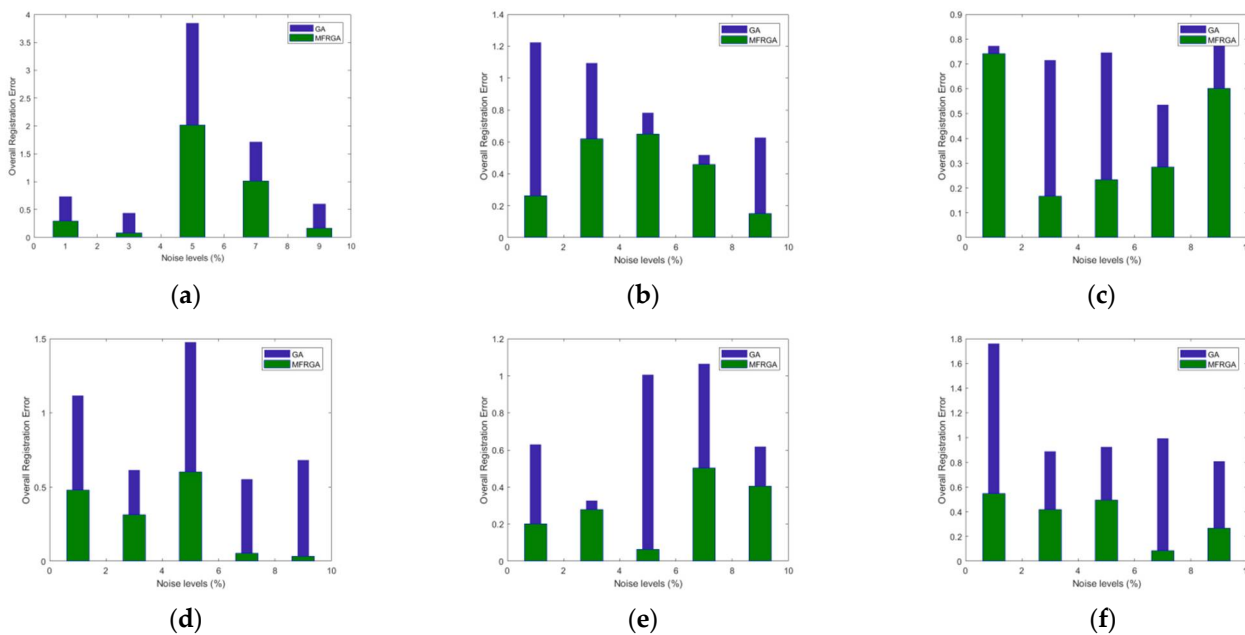 4
3.5
3
2.5
2
1.5
1
0.5
0
Overall Registration Error
GA
MFRGA
0 1 2 3 4 5 6 7 8 9 10
Noise levels (%)
(a)
1.4
1.2
1
0.8
0.6
0.4
0.2
0
Overall Registration Error
GA
MFRGA
0 2 4 6 8 10
Noise levels (%)
(b)
0.9
0.8
0.7
0.6
0.5
0.4
0.3
0.2
0.1
0
Overall Registration Error
GA
MFRGA
0 2 4 6 8
Noise levels (%)
(c)
1.5
1
0.5
0
Overall Registration Error
GA
MFRGA
0 2 4 6 8 10
Noise levels (%)
(d)
1.2
1
0.8
0.6
0.4
0.2
0
Overall Registration Error
GA
MFRGA
0 2 4 6 8 10
Noise levels (%)
(e)
1.8
1.6
1.4
1.2
1
0.8
0.6
0.4
0.2
0
Overall Registration Error
GA
MFRGA
0 2 4 6 8
Noise levels (%)
(f)